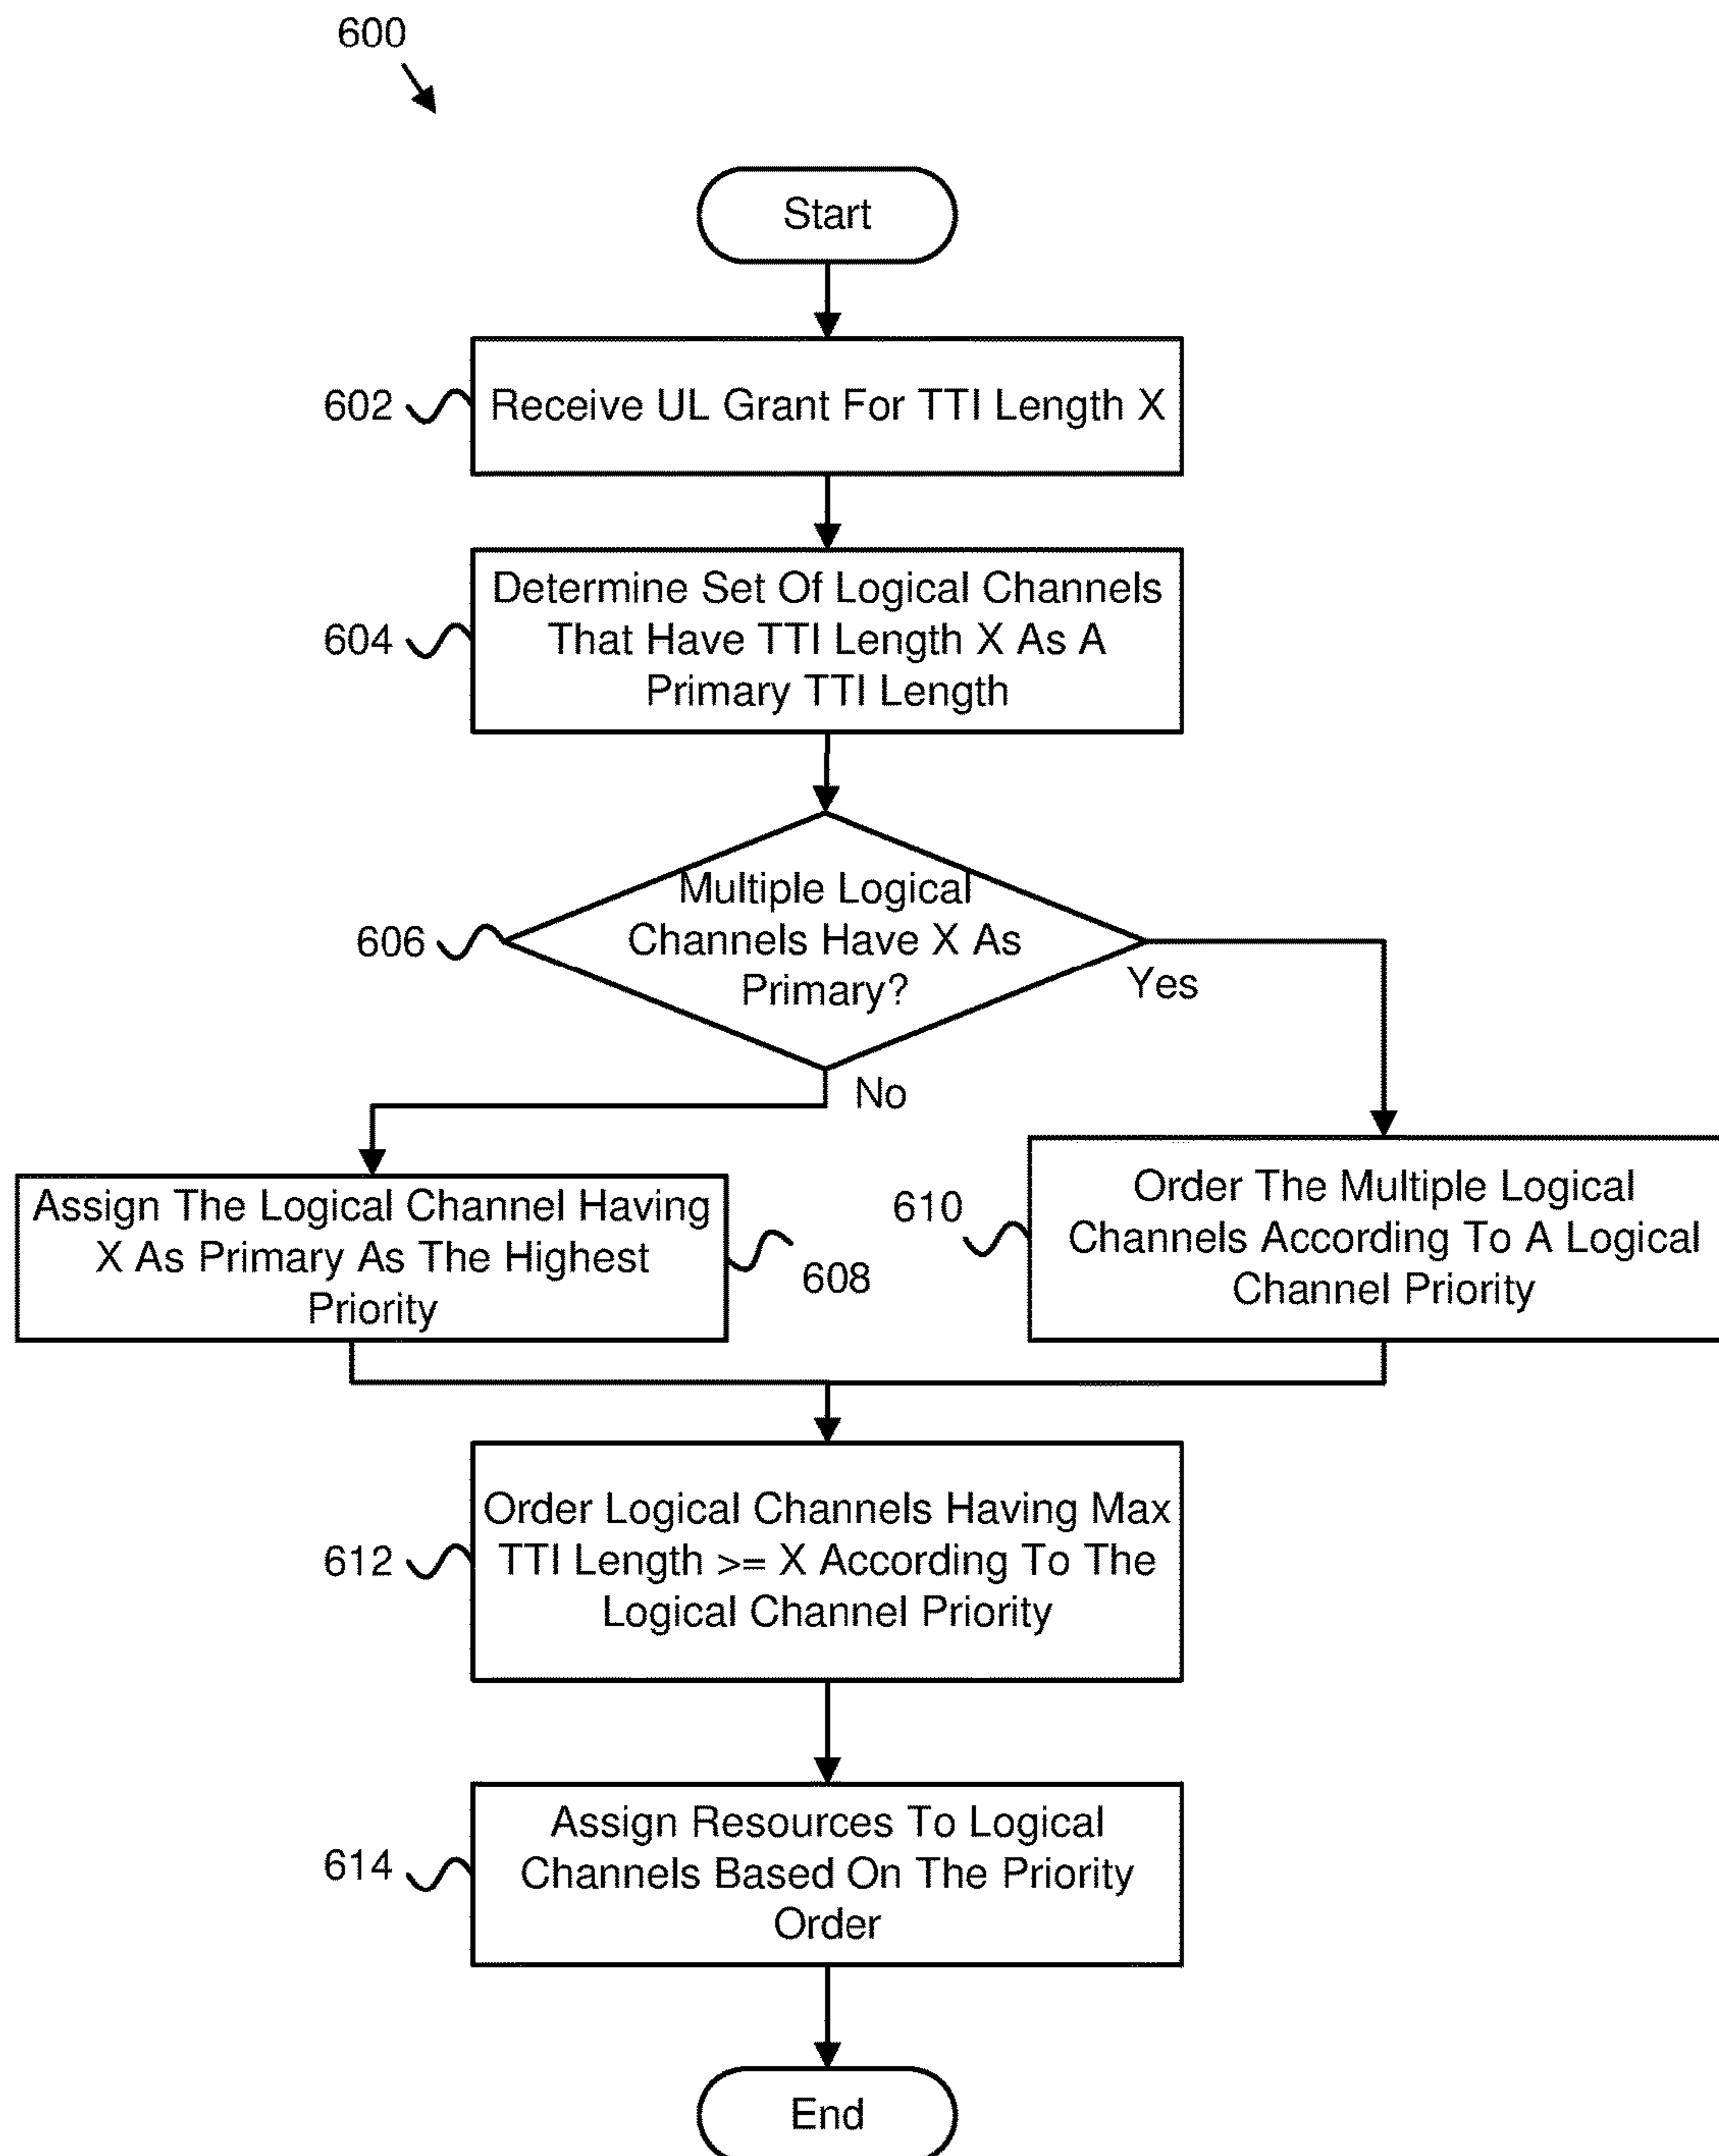 600
Start
602
Receive UL Grant For TTI Length X
604
Determine Set Of Logical Channels
That Have TTI Length X As A
Primary TTI Length
606
Multiple Logical
Channels Have X As
Primary?
Yes
No
Assign The Logical Channel Having
X As Primary As The Highest
Priority
608
610
Order The Multiple Logical
Channels According To A Logical
Channel Priority
612
Order Logical Channels Having Max
TTI Length >= X According To The
Logical Channel Priority
614
Assign Resources To Logical
Channels Based On The Priority
Order
End